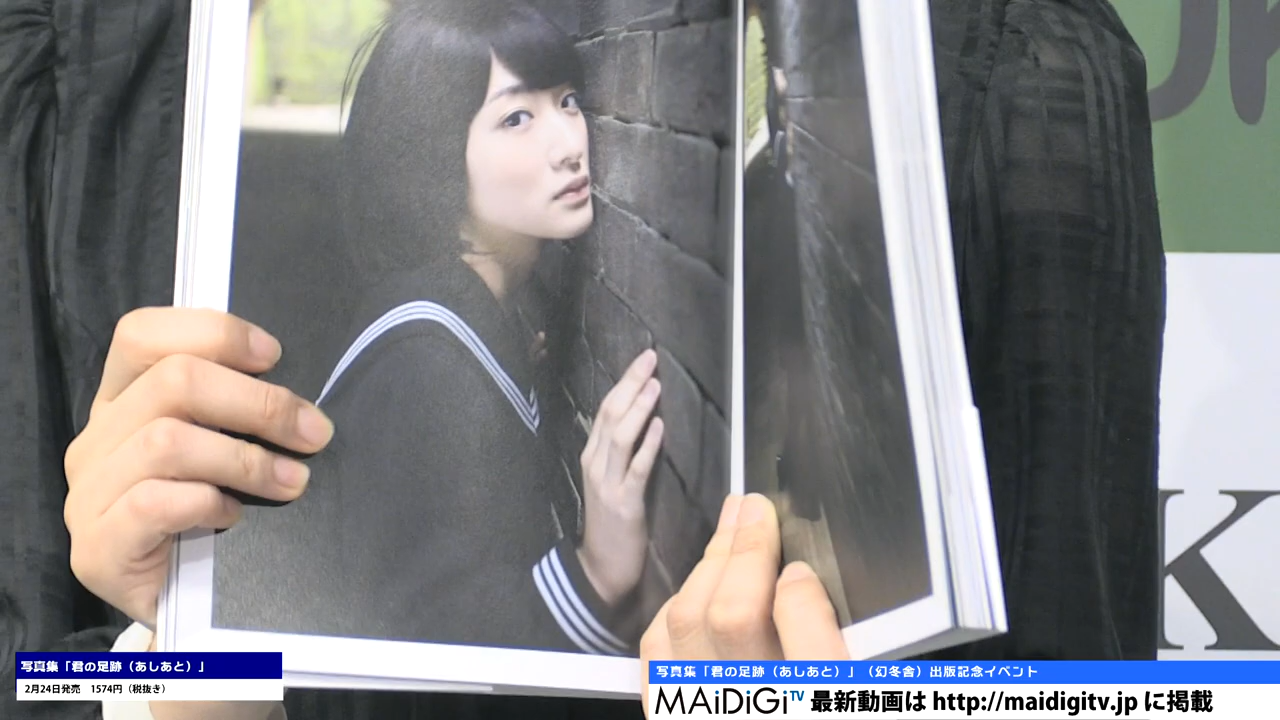 UK
K
写真集「君の足跡（あしあと）」
2月24日発売　1574円（税抜き）
写真集「君の足跡（あしあと）」（幻冬舎）出版記念イベント
MAiDiGiTV 最新動画は http://maidigitv.jp に掲載